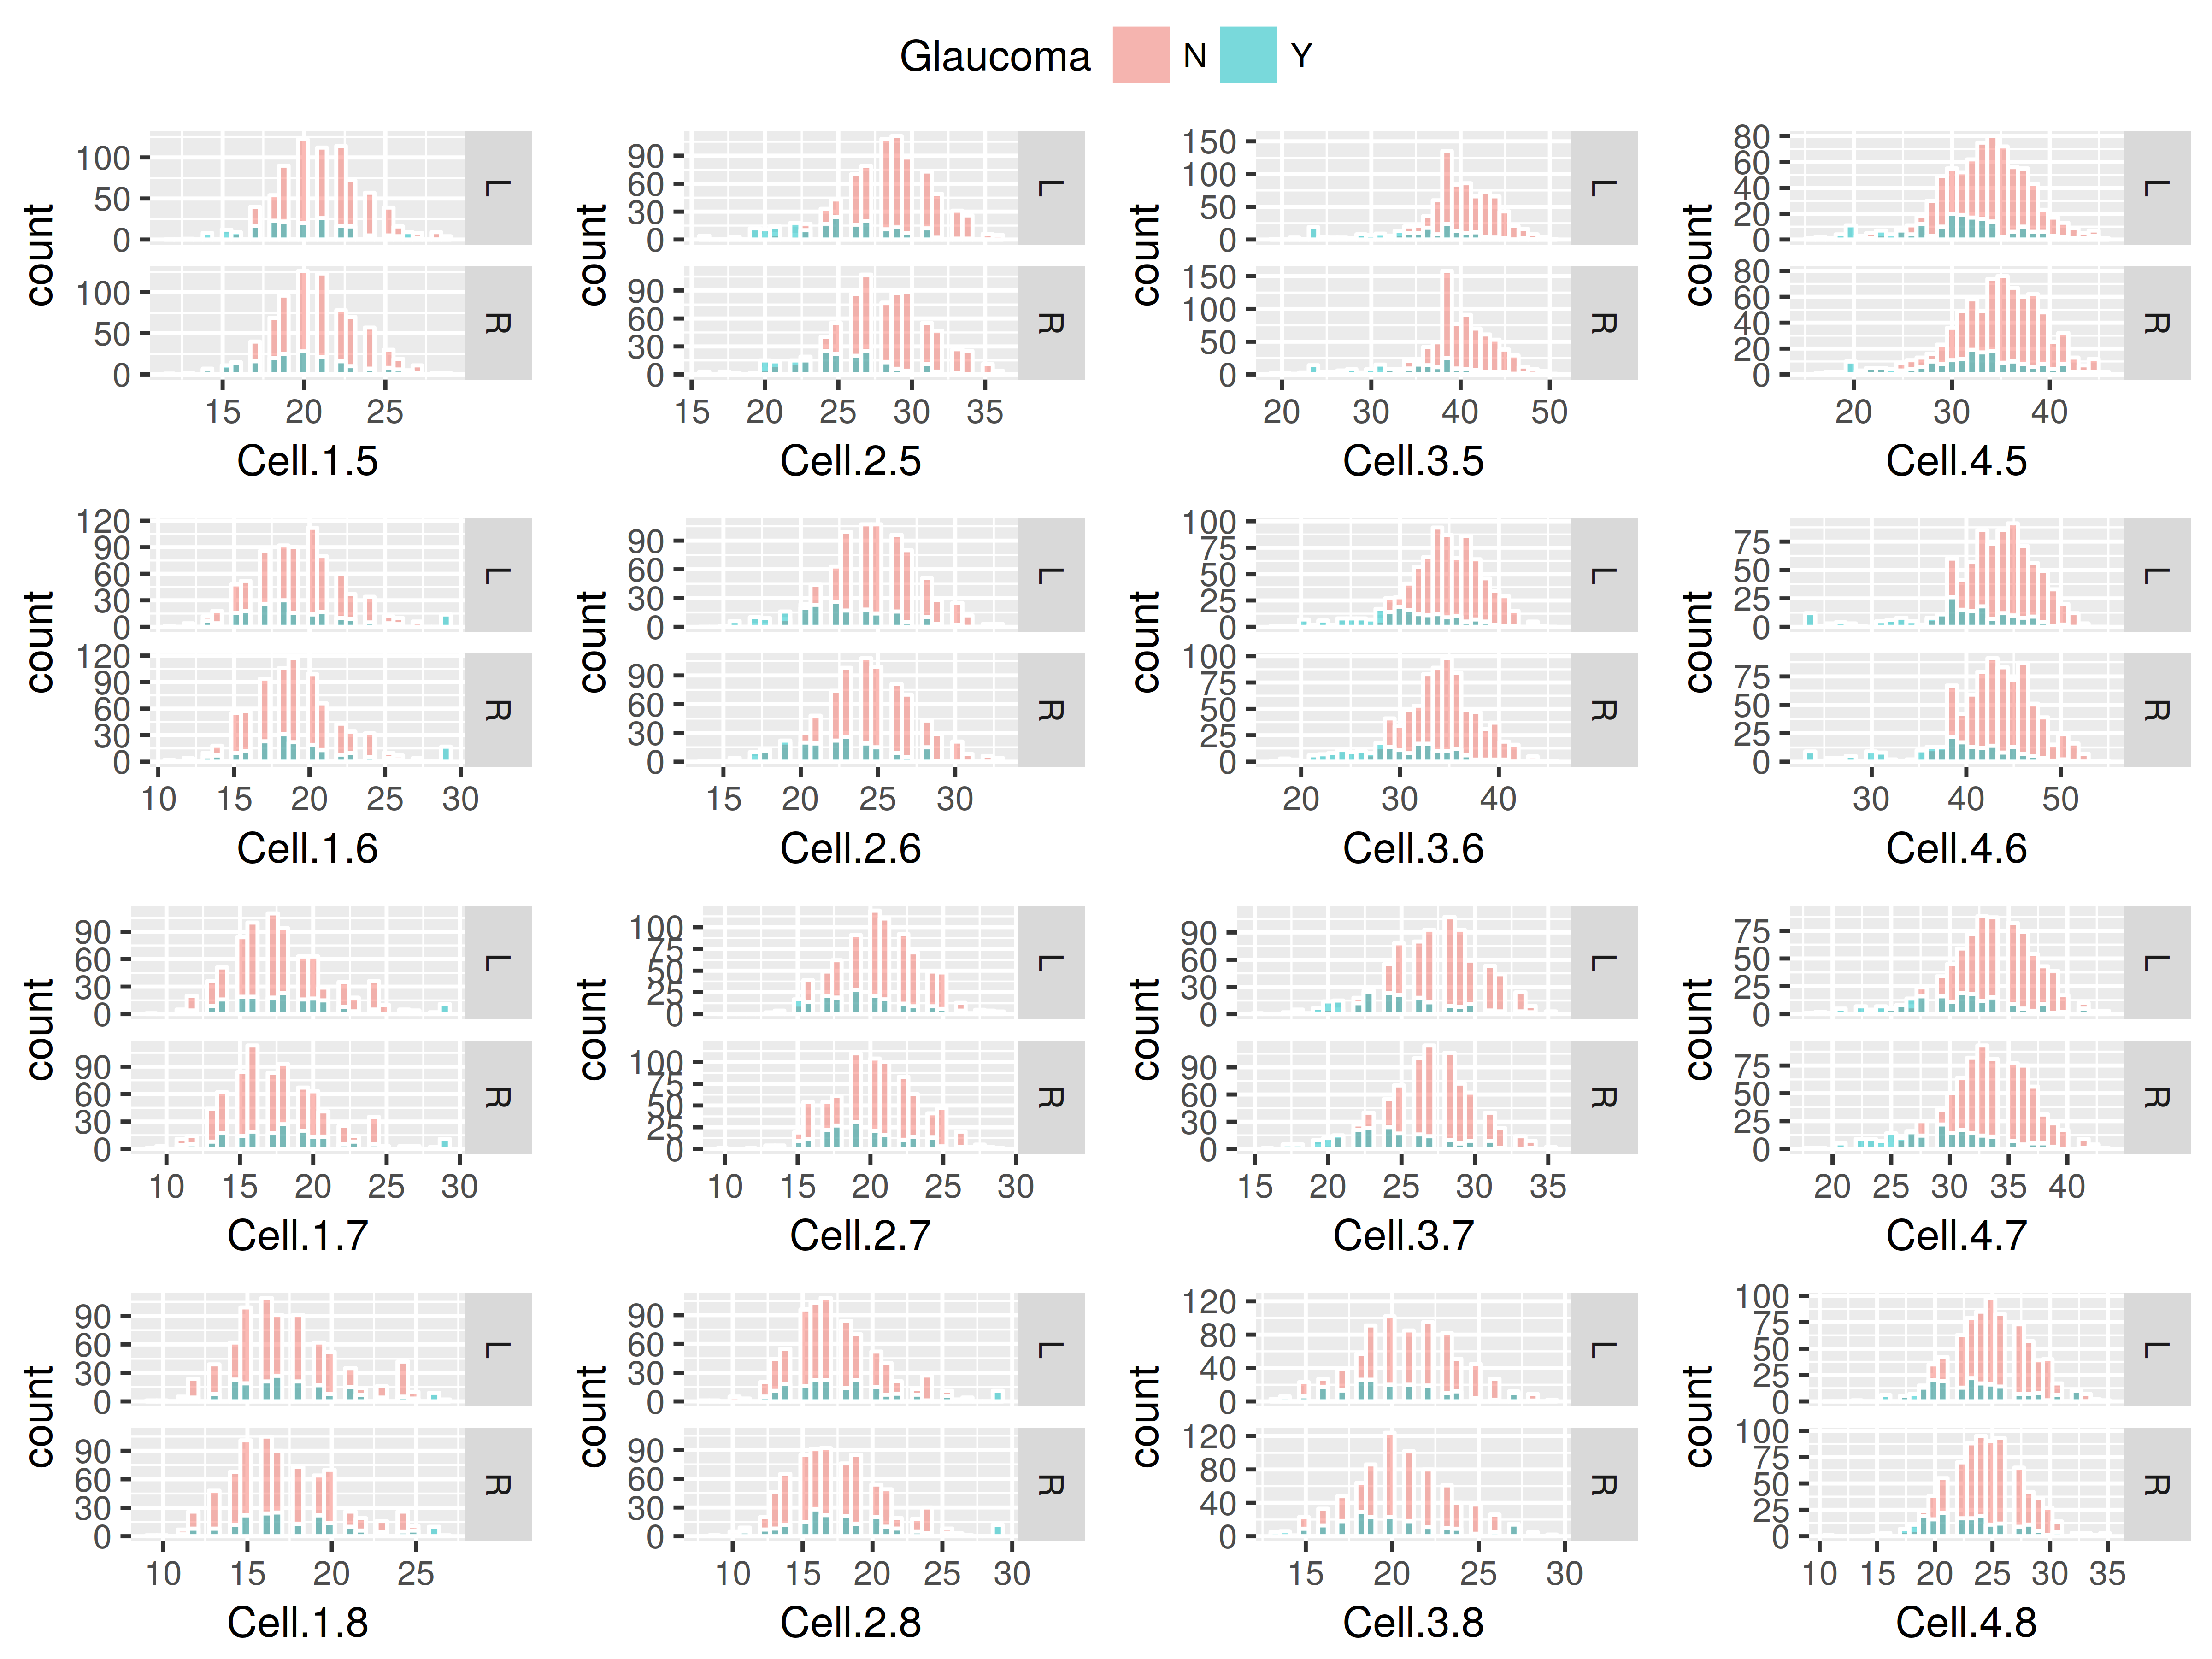 Glaucoma N Y
count 100 50 0 L
100 50 0 R
15 20 25
Cell.1.5
count 90 60 30 0 L
90 60 30 0 R
15 20 25 30 35
Cell.2.5
count 150 100 50 0 L
150 100 50 0 R
20 30 40 50
Cell.3.5
count 80 60 40 20 0 L
80 60 40 20 0 R
20 30 40
Cell.4.5
count 120 90 60 30 0 L
120 90 60 30 0 R
10 15 20 25 30
Cell.1.6
count 90 60 30 0 L
90 60 30 0 R
15 20 25 30
Cell.2.6
count 100 75 50 25 0 L
100 75 50 25 0 R
20 30 40
Cell.3.6
count 75 50 25 0 L
75 50 25 0 R
30 40 50
Cell.4.6
count 90 60 30 0 L
90 60 30 0 R
10 15 20 25 30
Cell.1.7
count 100 75 50 25 0 L
100 75 50 25 0 R
10 15 20 25 30
Cell.2.7
count 90 60 30 0 L
90 60 30 0 R
15 20 25 30 35
Cell.3.7
count 75 50 25 0 L
75 50 25 0 R
20 25 30 35 40
Cell.4.7
count 90 60 30 0 L
90 60 30 0 R
10 15 20 25
Cell.1.8
count 90 60 30 0 L
90 60 30 0 R
10 15 20 25 30
Cell.2.8
count 120 80 40 0 L
120 80 40 0 R
15 20 25 30
Cell.3.8
count 100 75 50 25 0 L
100 75 50 25 0 R
10 15 20 25 30 35
Cell.4.8